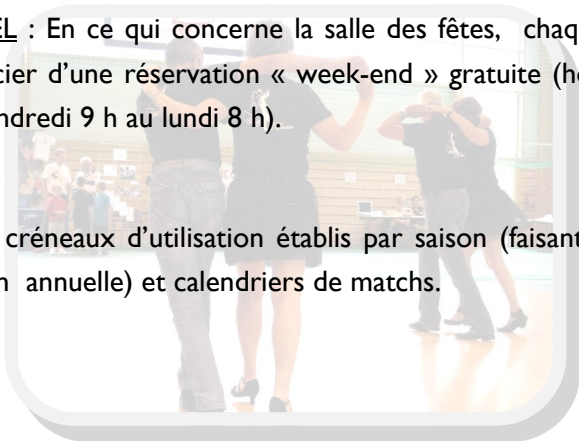 EL : En ce qui concerne la salle des fêtes, chaq
cier d’une réservation « week-end » gratuite (h
ndredi 9 h au lundi 8 h).
créneaux d’utilisation établis par saison (faisant
n annuelle) et calendriers de matchs.